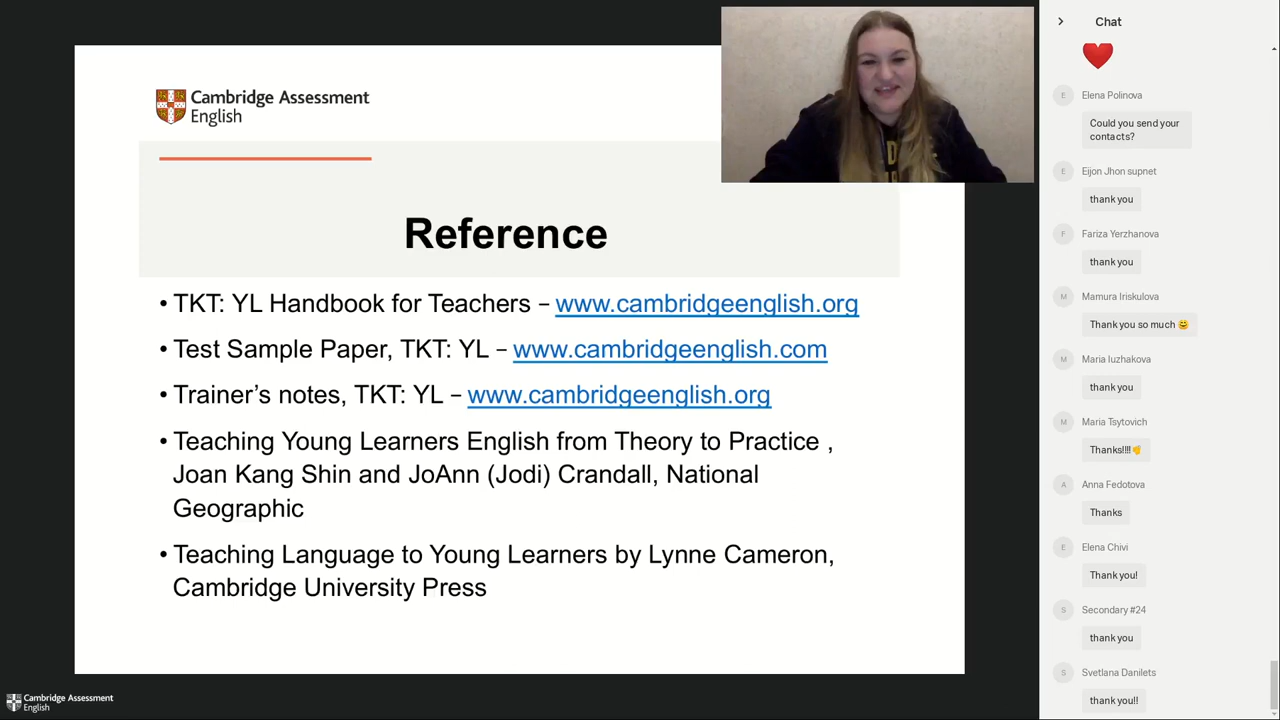 Cambridge Assessment
English
Reference
• TKT: YL Handbook for Teachers – www.cambridgeenglish.org
• Test Sample Paper, TKT: YL – www.cambridgeenglish.com
• Trainer’s notes, TKT: YL – www.cambridgeenglish.org
• Teaching Young Learners English from Theory to Practice ,
Joan Kang Shin and JoAnn (Jodi) Crandall, National
Geographic
• Teaching Language to Young Learners by Lynne Cameron,
Cambridge University Press
Cambridge Assessment
English
Chat
E
Elena Polinova
Could you send your
contacts?
E
Eijon Jhon supnet
thank you
F
Fariza Yerzhanova
thank you
M
Mamura Iriskulova
Thank you so much 😊
M
Maria Iuzhakova
thank you
M
Maria Tsytovich
Thanks!!!!
A
Anna Fedotova
Thanks
E
Elena Chivi
Thank you!
S
Secondary #24
thank you
S
Svetlana Danilets
thank you!!